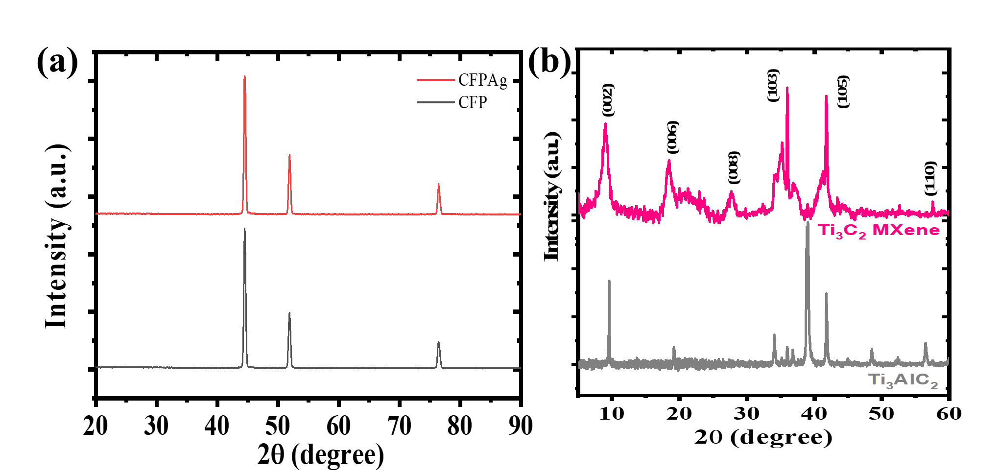 (a)
CFPAg
CFP
Intensity (a.u.)
20 30 40 50 60 70 80 90
2θ (degree)
(b)
(002)
(006)
(008)
(103)
(105)
(110)
Intensity (a.u.)
Ti₃C₂ MXene
Ti₃AlC₂
10 20 30 40 50 60
2θ (degree)